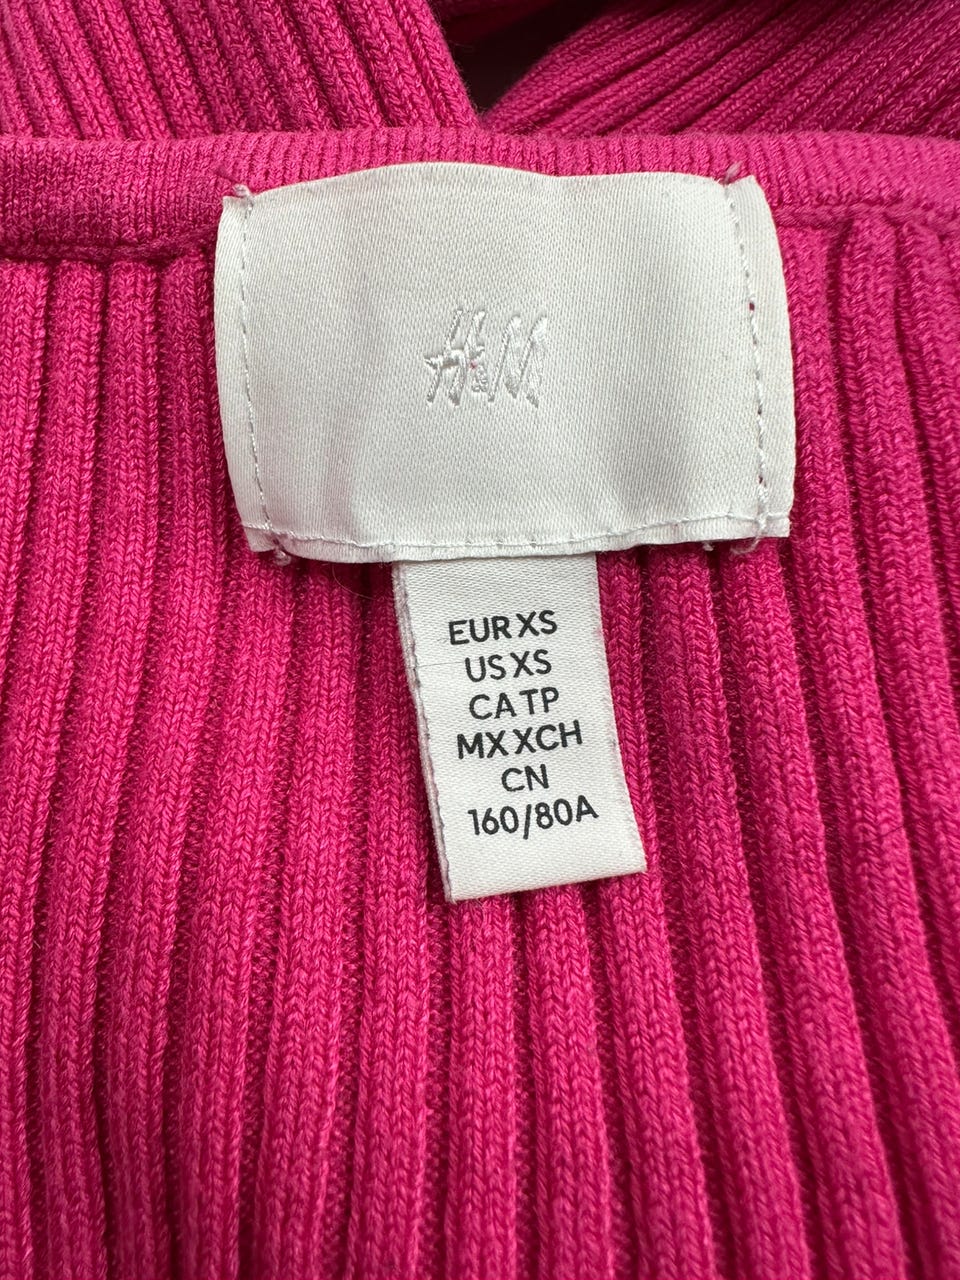 H&M
EUR XS
US XS
CA TP
MX XCH
CN
160/80A